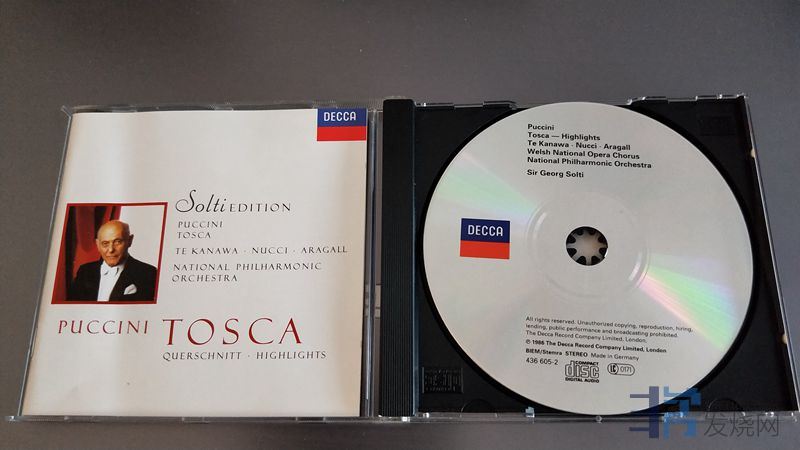 DECCA
Solti EDITION
PUCCINI
TOSCA
TE KANAWA · NUCCI · ARAGALL
NATIONAL PHILHARMONIC
ORCHESTRA
PUCCINI TOSCA
QUERSCHNITT · HIGHLIGHTS
Puccini
Tosca — Highlights
Te Kanawa · Nucci · Aragall
Welsh National Opera Chorus
National Philharmonic Orchestra
Sir Georg Solti
DECCA
All rights reserved. Unauthorized copying, reproduction, hiring,
lending, public performance and broadcasting prohibited.
The Decca Record Company Limited, London
℗ 1986 The Decca Record Company Limited, London
BIEM/Stemra STEREO Made in Germany
436 605-2
COMPACT
disc
DIGITAL AUDIO
LC 0171
发烧网